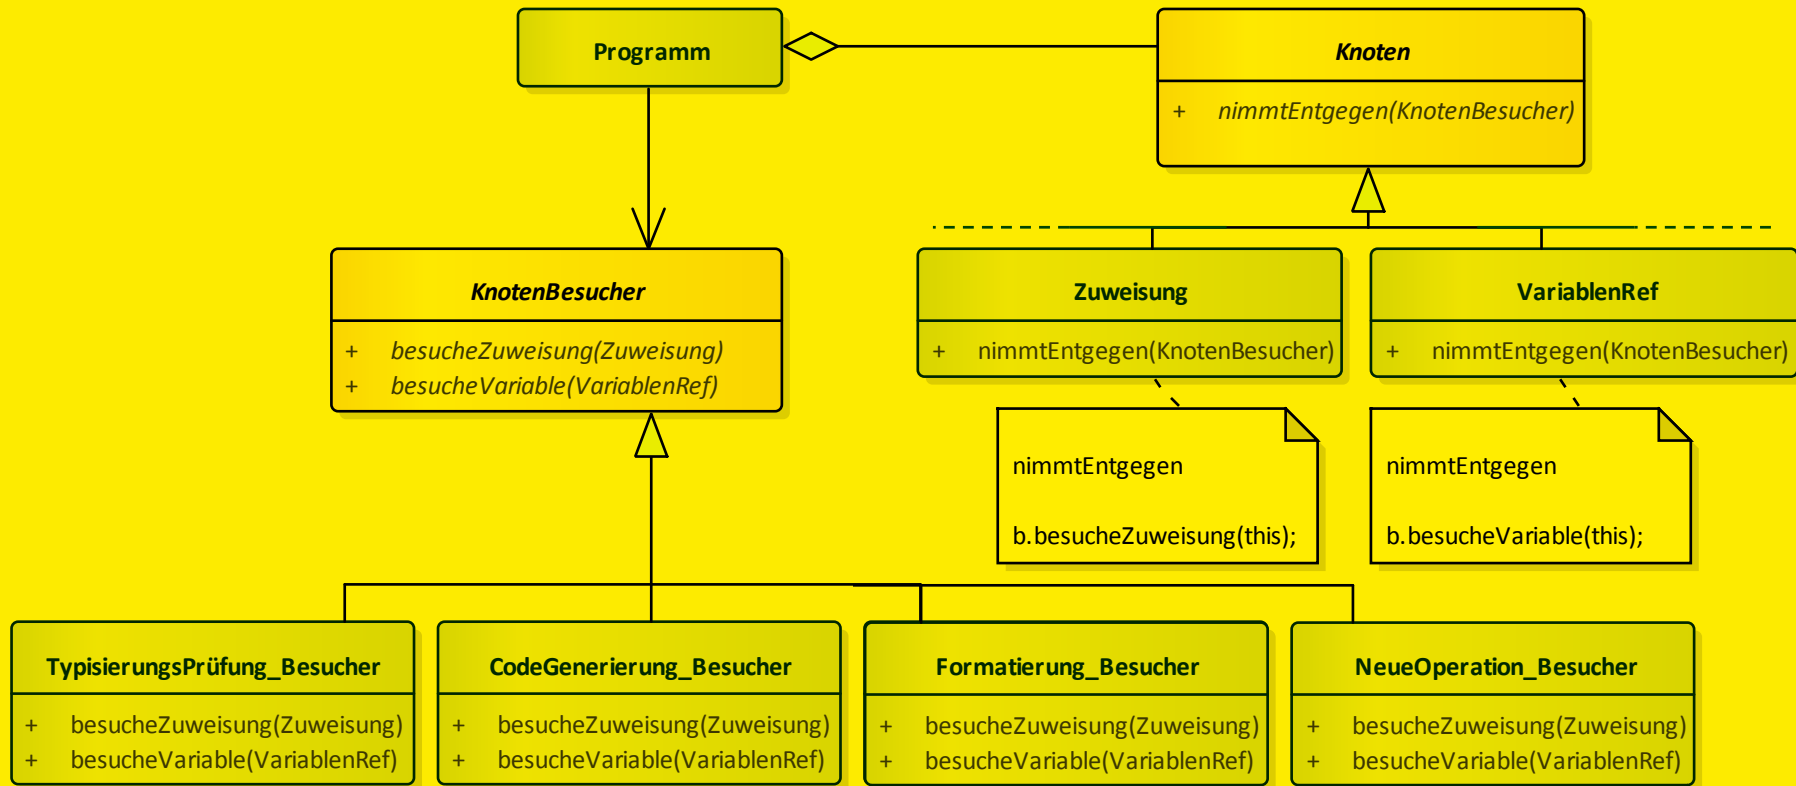 Programm
Knoten
+ nimmtEntgegen(KnotenBesucher)
KnotenBesucher
+ besucheZuweisung(Zuweisung)
+ besucheVariable(VariablenRef)
Zuweisung
+ nimmtEntgegen(KnotenBesucher)
VariablenRef
+ nimmtEntgegen(KnotenBesucher)
nimmtEntgegen
b.besucheZuweisung(this);
nimmtEntgegen
b.besucheVariable(this);
TypisierungsPrüfung_Besucher
+ besucheZuweisung(Zuweisung)
+ besucheVariable(VariablenRef)
CodeGenerierung_Besucher
+ besucheZuweisung(Zuweisung)
+ besucheVariable(VariablenRef)
Formatierung_Besucher
+ besucheZuweisung(Zuweisung)
+ besucheVariable(VariablenRef)
NeueOperation_Besucher
+ besucheZuweisung(Zuweisung)
+ besucheVariable(VariablenRef)